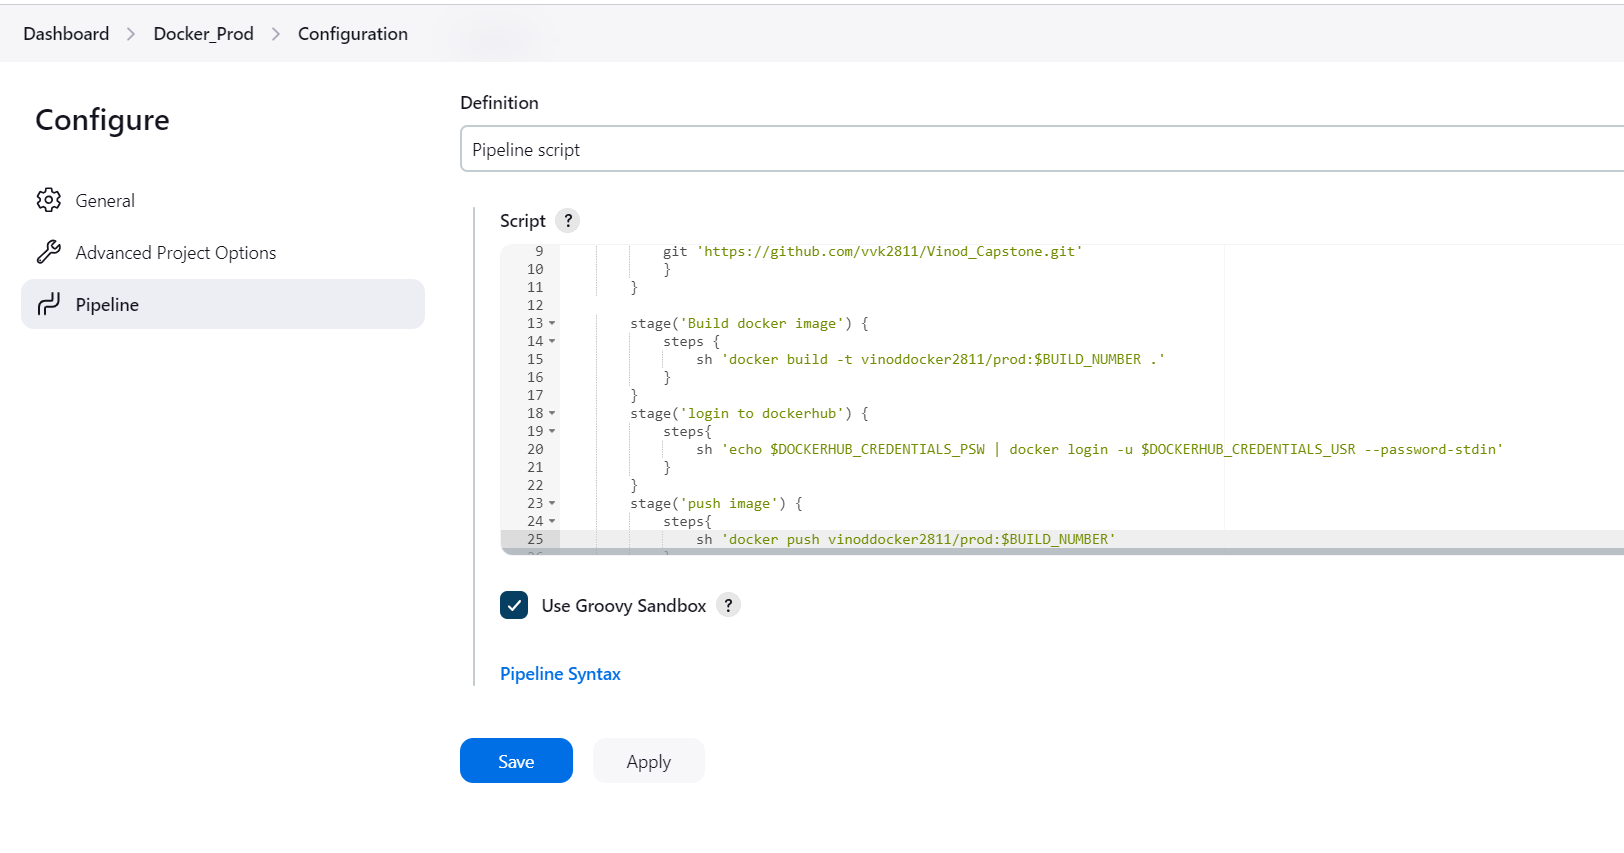 Dashboard > Docker_Prod > Configuration
Configure
General
Advanced Project Options
Pipeline
Definition
Pipeline script
Script ?
9 git 'https://github.com/vvk2811/Vinod_Capstone.git'
10 }
11 }
12
13 stage('Build docker image') {
14 steps {
15 sh 'docker build -t vinoddocker2811/prod:$BUILD_NUMBER .'
16 }
17 }
18 stage('login to dockerhub') {
19 steps{
20 sh 'echo $DOCKERHUB_CREDENTIALS_PSW | docker login -u $DOCKERHUB_CREDENTIALS_USR --password-stdin'
21 }
22 }
23 stage('push image') {
24 steps{
25 sh 'docker push vinoddocker2811/prod:$BUILD_NUMBER'
Use Groovy Sandbox ?
Pipeline Syntax
Save
Apply